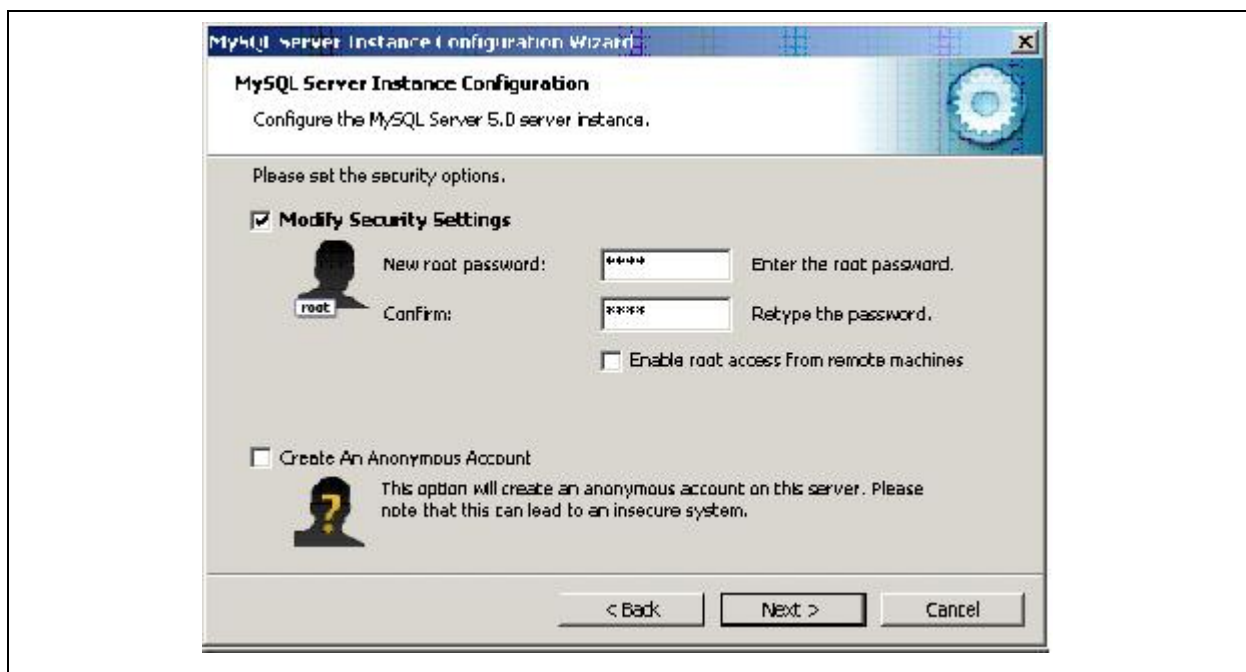 MySQL Server Instance Configuration Wizard
MySQL Server Instance Configuration
Configure the MySQL Server 5.0 server instance.
Please set the security options.
Modify Security Settings
root
New root password: **** Enter the root password.
Confirm: **** Retype the password.
Enable root access from remote machines
Create An Anonymous Account
?
This option will create an anonymous account on this server. Please
note that this can lead to an insecure system.
< Back Next > Cancel